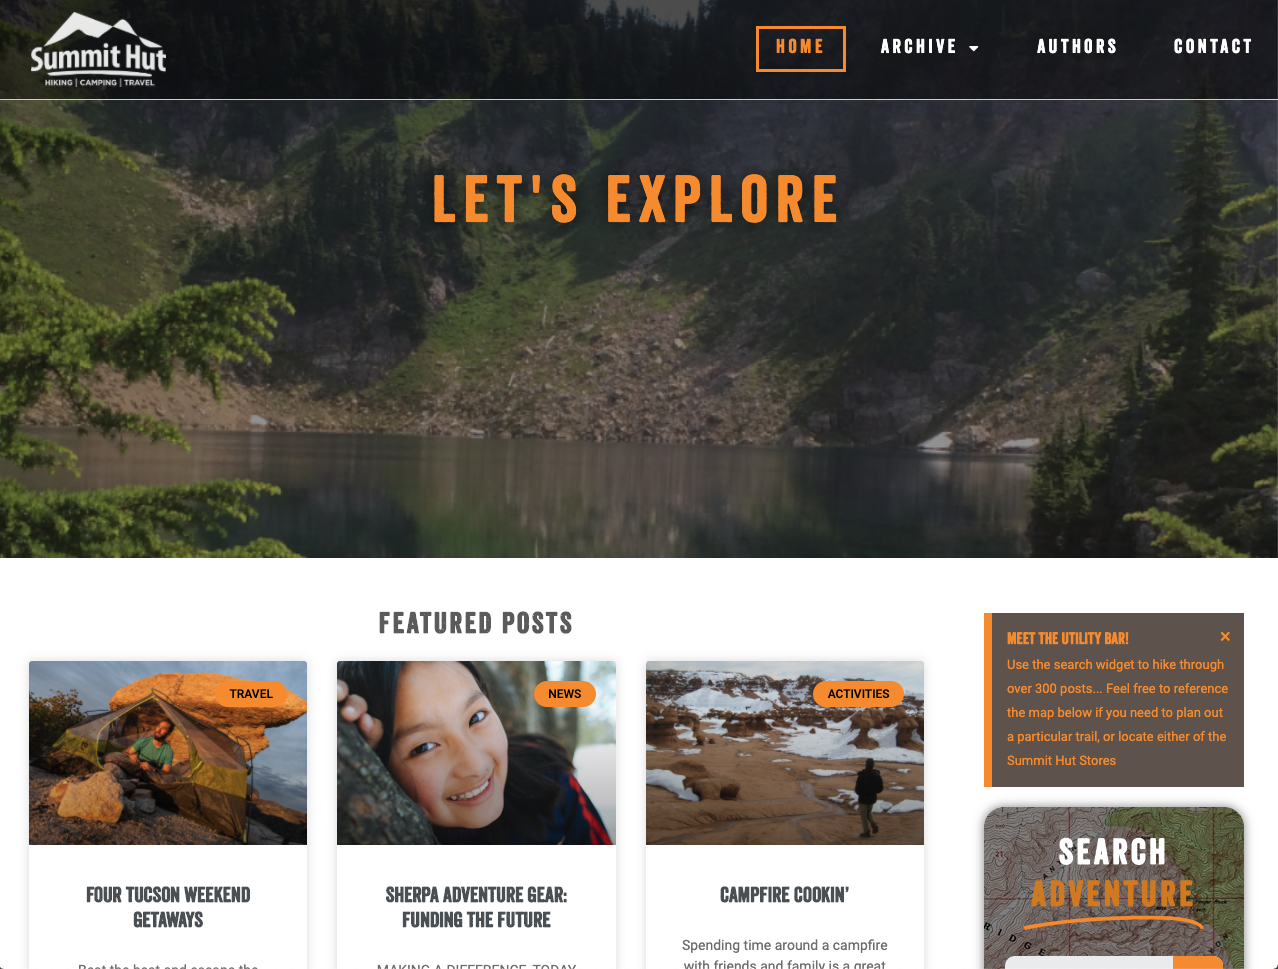 Summit Hut
HIKING | CAMPING | TRAVEL
HOME
ARCHIVE
AUTHORS
CONTACT
LET'S EXPLORE
FEATURED POSTS
TRAVEL
FOUR TUCSON WEEKEND
GETAWAYS
Beat the heat and escape the
NEWS
SHERPA ADVENTURE GEAR:
FUNDING THE FUTURE
MAKING A DIFFERENCE, TODAY
ACTIVITIES
CAMPFIRE COOKIN’
Spending time around a campfire
with friends and family is a great
MEET THE UTILITY BAR!
×
Use the search widget to hike through
over 300 posts... Feel free to reference
the map below if you need to plan out
a particular trail, or locate either of the
Summit Hut Stores
SEARCH
ADVENTURE